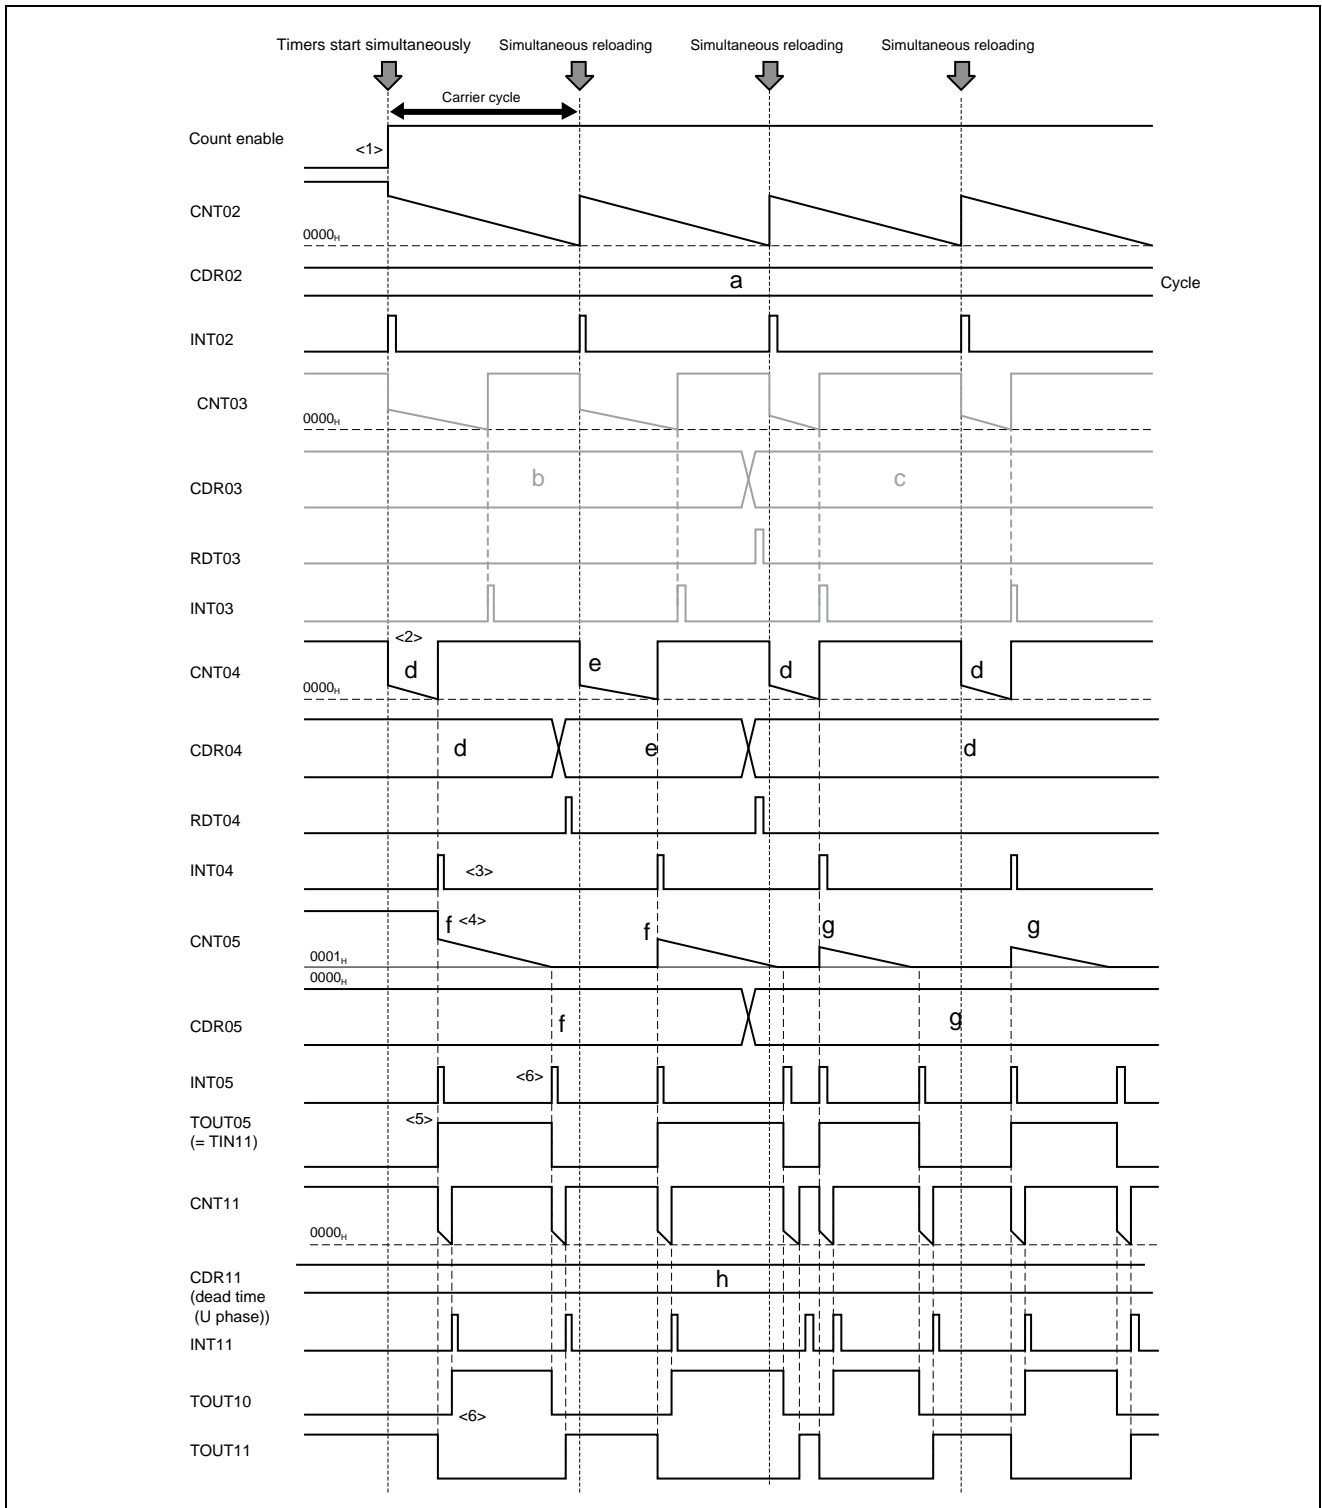 Timers start simultaneously Simultaneous reloading Simultaneous reloading Simultaneous reloading
Carrier cycle
Count enable
<1>
CNT02
0000H
CDR02
a
Cycle
INT02
CNT03
0000H
b c
CDR03
RDT03
INT03
<2>
CNT04 d e d d
0000H
CDR04 d e d
RDT04
INT04 <3>
f <4> f g g
CNT05
0001H
0000H
CDR05 f g
INT05 <6>
TOUT05 <5>
(= TIN11)
CNT11
0000H
CDR11 h
(dead time
(U phase))
INT11
TOUT10
<6>
TOUT11